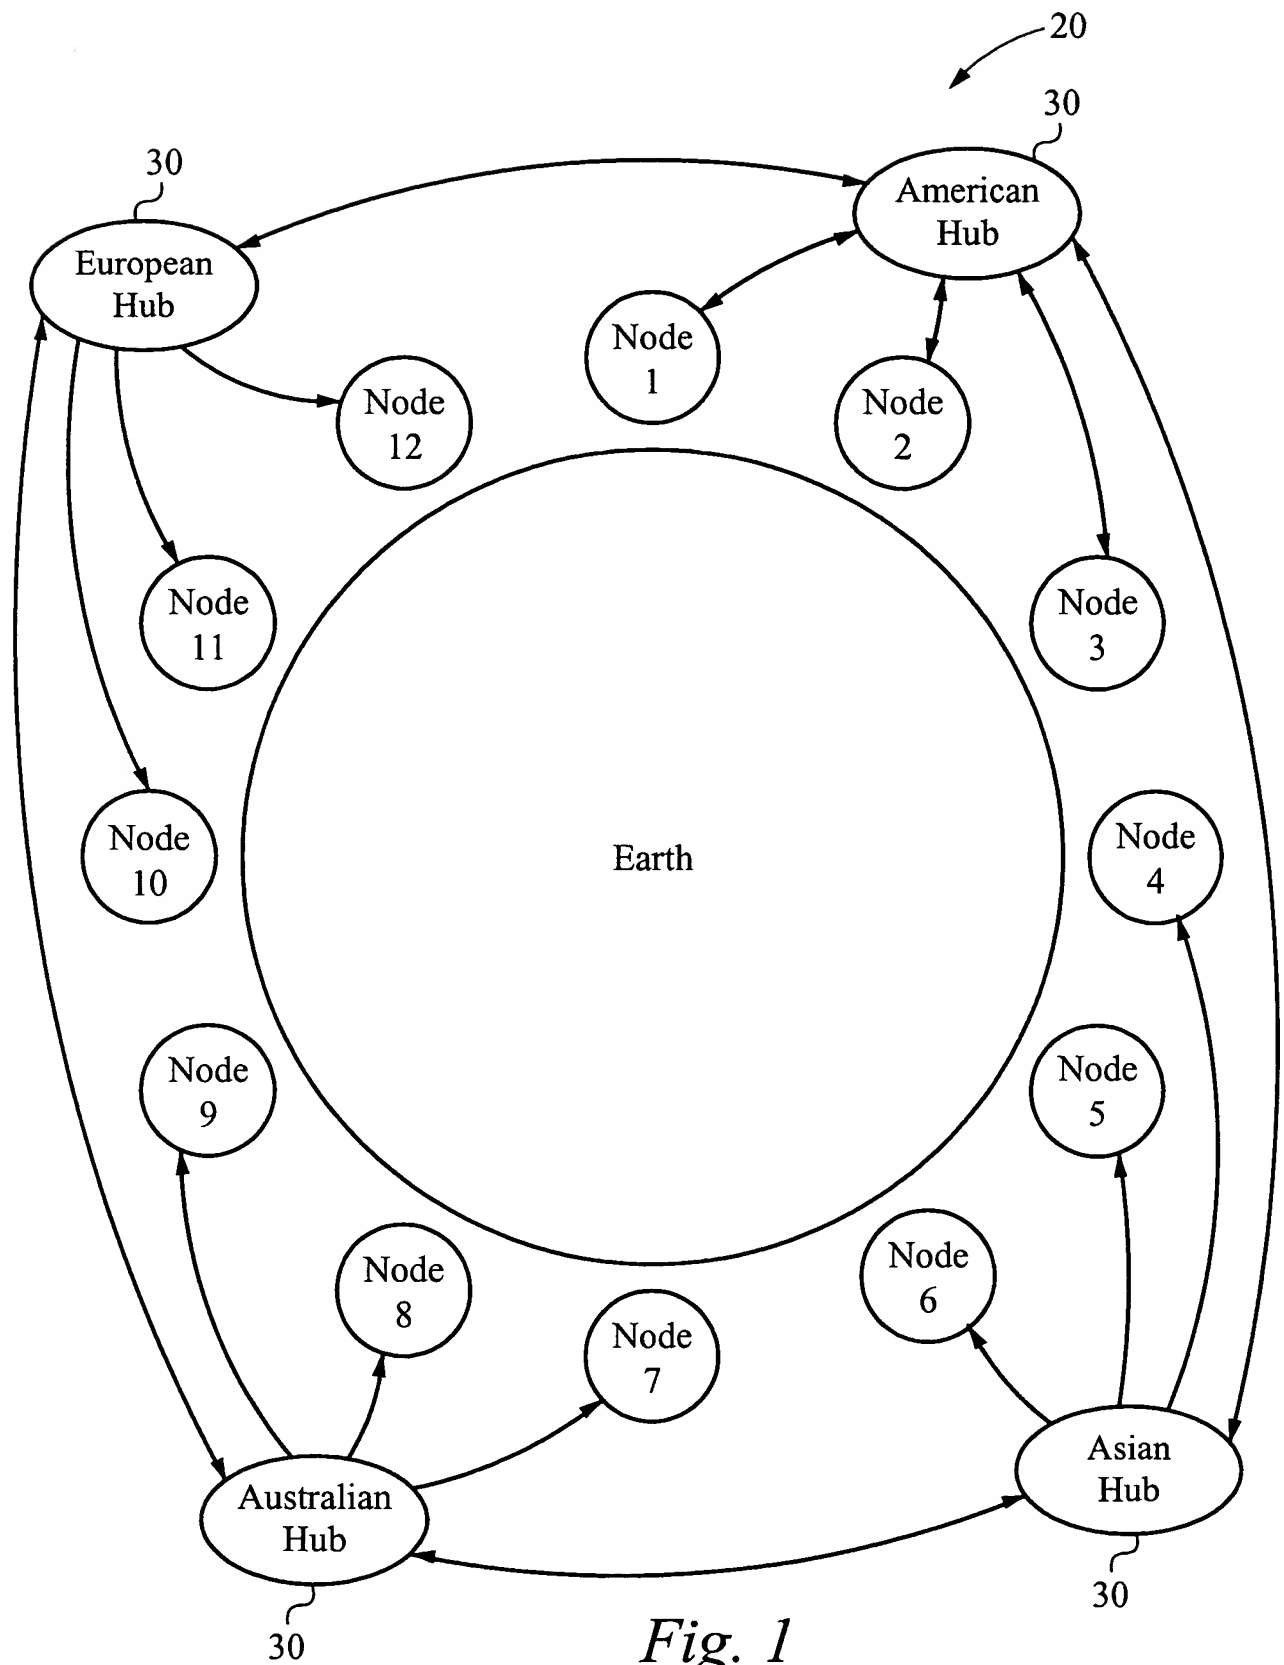 20
30
American
Hub
30
European
Hub
Node
1
Node
2
Node
12
Node
11
Node
3
Node
10
Earth
Node
4
Node
9
Node
5
Node
8
Node
7
Node
6
Australian
Hub
Asian
Hub
30
30
Fig. 1